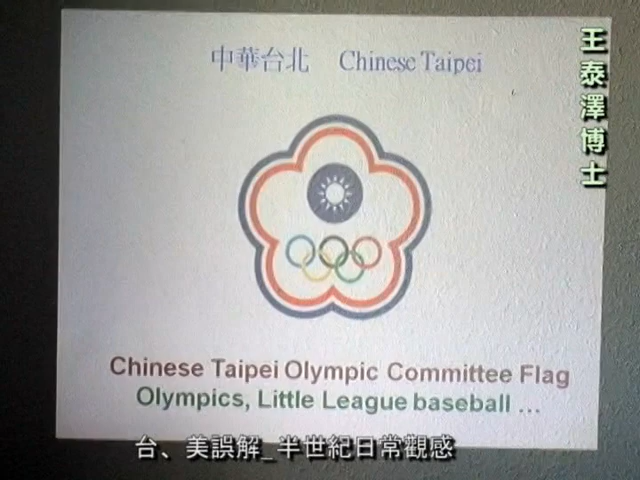 中華台北 Chinese Taipei
王泰澤博士
Chinese Taipei Olympic Committee Flag
Olympics, Little League baseball ...
台、美誤解_半世紀日常觀感